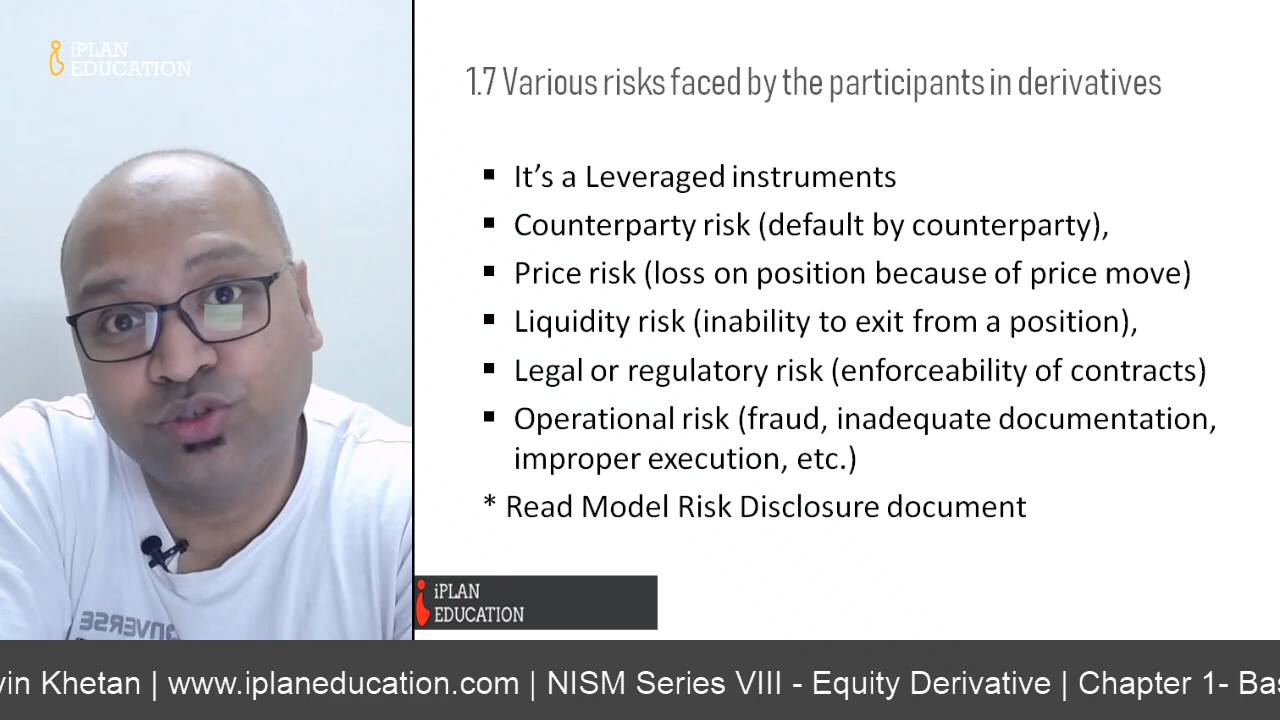 iPLAN
EDUCATION
1.7 Various risks faced by the participants in derivatives
▪ It's a Leveraged instruments
▪ Counterparty risk (default by counterparty),
▪ Price risk (loss on position because of price move)
▪ Liquidity risk (inability to exit from a position),
▪ Legal or regulatory risk (enforceability of contracts)
▪ Operational risk (fraud, inadequate documentation,
improper execution, etc.)
* Read Model Risk Disclosure document
iPLAN
EDUCATION
CONVERSE
vin Khetan | www.iplaneducation.com | NISM Series VIII - Equity Derivative | Chapter 1- Bas